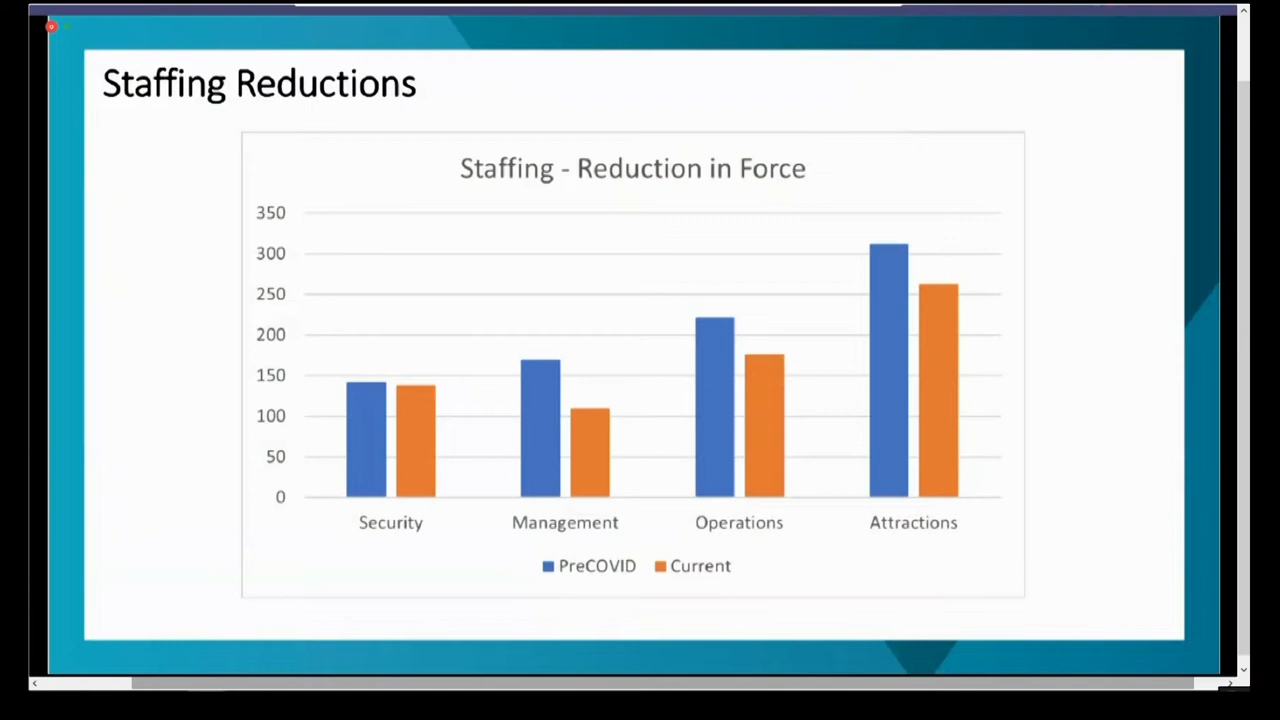 Staffing Reductions
Staffing - Reduction in Force
350
300
250
200
150
100
50
0
Security Management Operations Attractions
PreCOVID Current